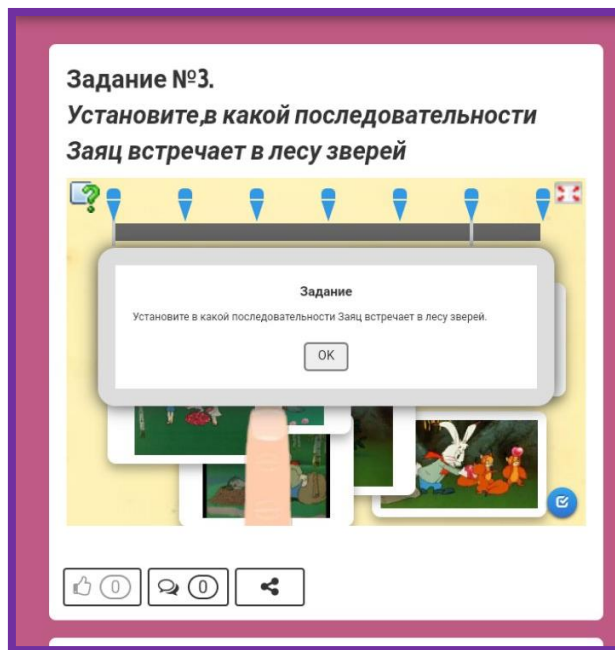 Задание №3.
Установите,в какой последовательности
Заяц встречает в лесу зверей
Задание
Установите в какой последовательности Заяц встречает в лесу зверей.
OK
0
0